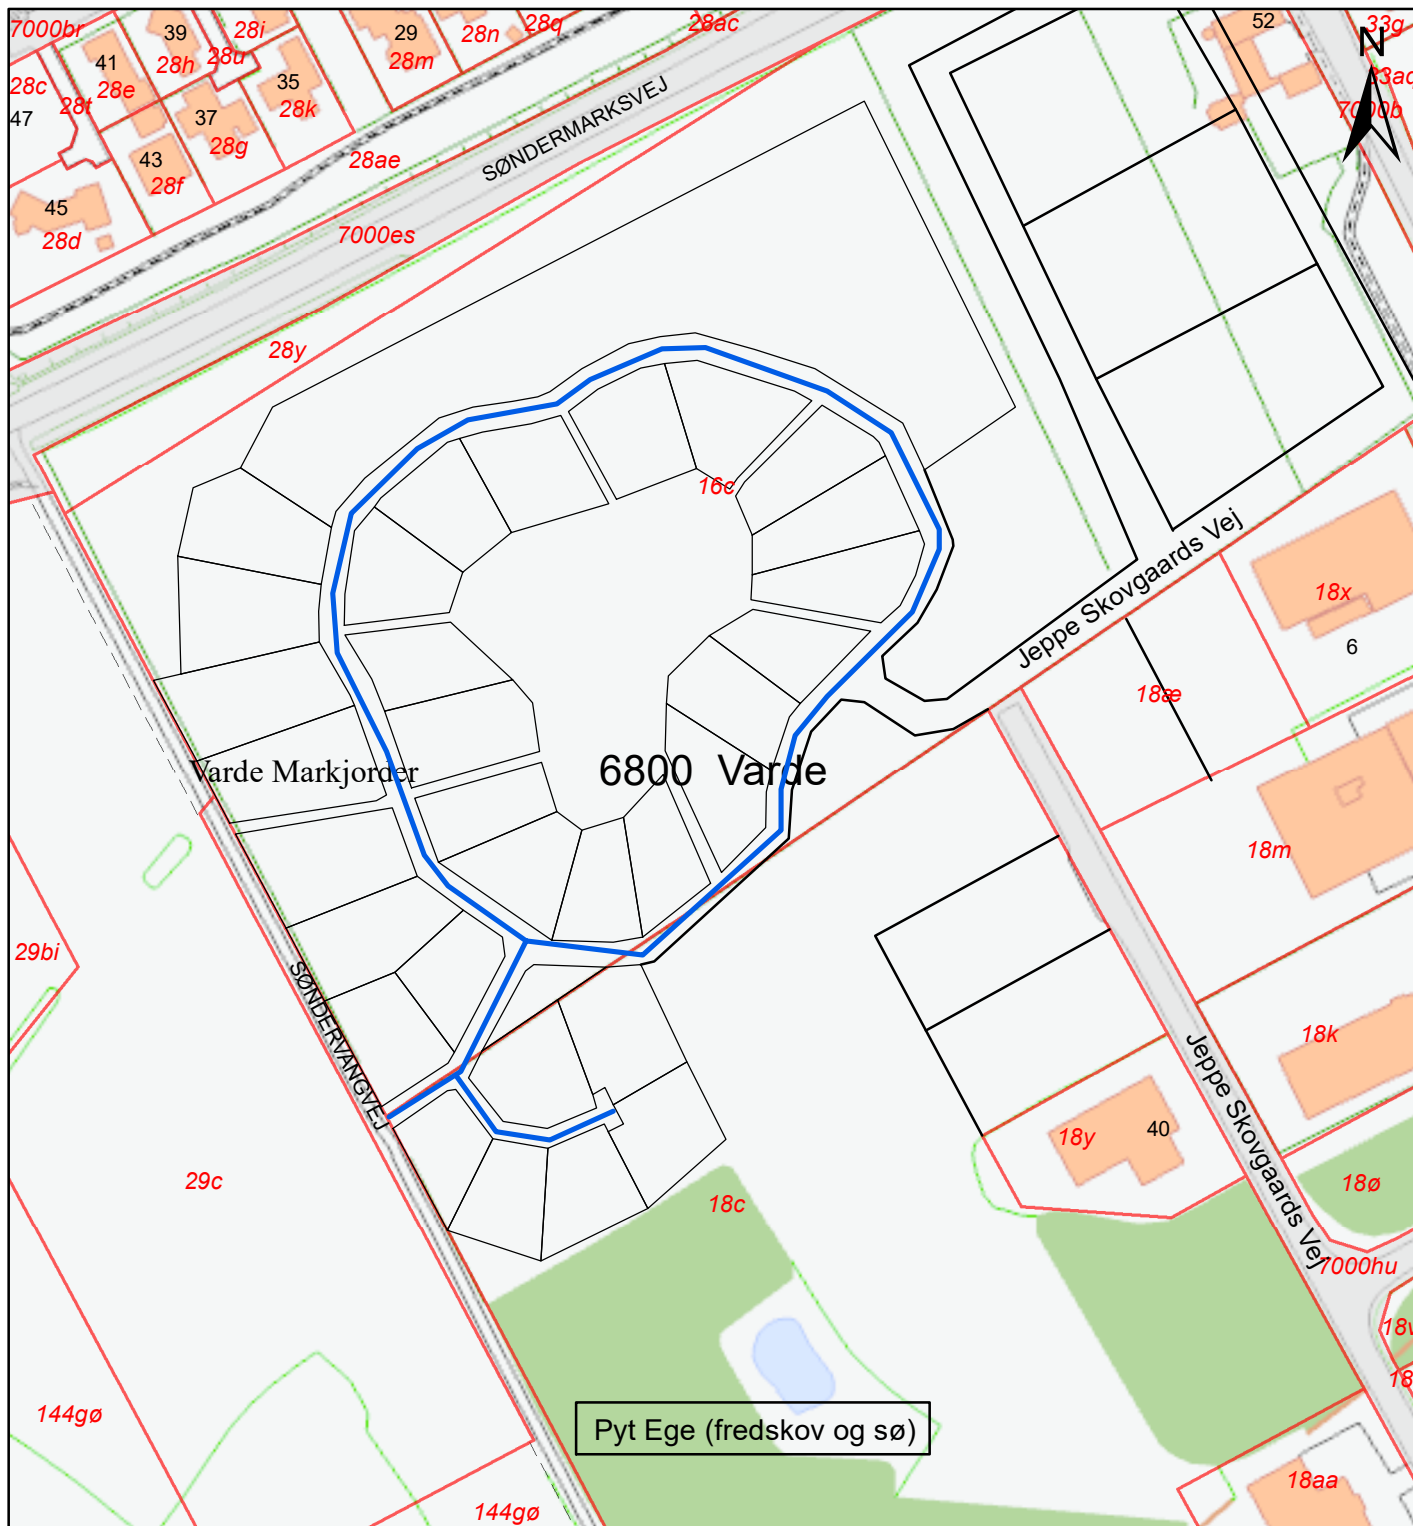 7000br
39
28i
29
28n
28q
28ac
52
33g
N
41
28h
28u
28m
28c
28e
35
28t
28k
7000b
47
37
28g
SØNDERMARKSVEJ
43
28f
28ae
45
28d
7000es
28y
16c
Jeppe Skovgaards Vej
18x
6
18æ
Varde Markjorder
6800 Varde
18m
29bi
SØNDERVANGVEJ
18k
Jeppe Skovgaards Vej
18y
40
29c
18c
18ø
7000hu
144gø
Pyt Ege (fredskov og sø)
18aa
144gø